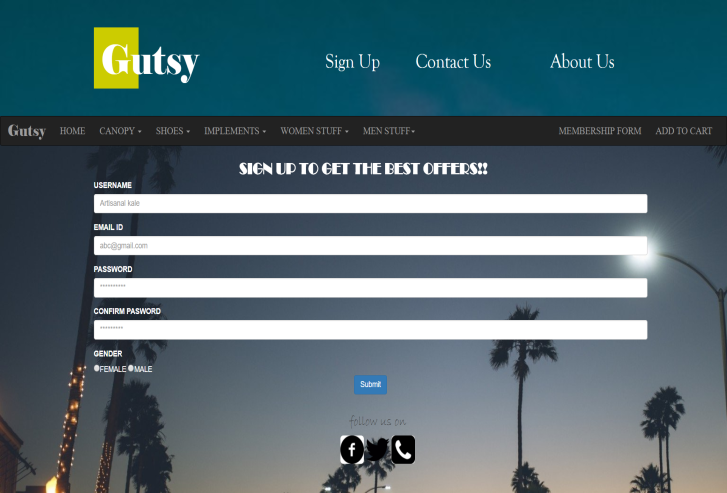 Gutsy
Sign Up Contact Us About Us
Gutsy HOME CANOPY SHOES IMPLEMENTS WOMEN STUFF MEN STUFF MEMBERSHIP FORM ADD TO CART
SIGN UP TO GET THE BEST OFFERS!!
USERNAME
Artisanal kale
EMAIL ID
abc@gmail.com
PASSWORD
**********
CONFIRM PASWORD
*********
GENDER
FEMALE MALE
Submit
follow us on